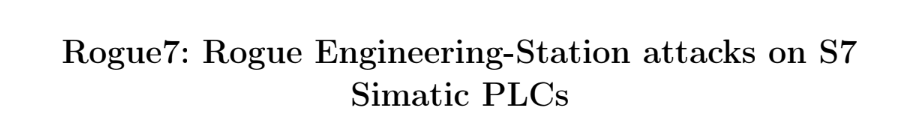 Rogue7: Rogue Engineering-Station attacks on S7
Simatic PLCs